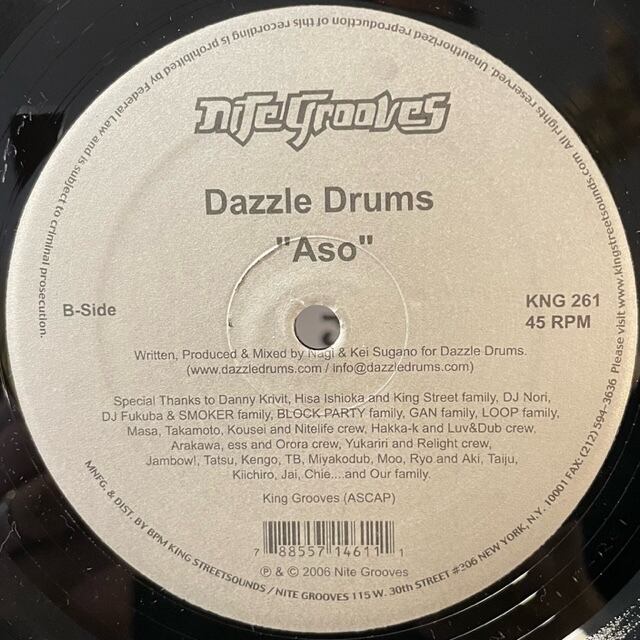 nite grooves
Dazzle Drums
"Aso"
B-Side
KNG 261
45 RPM
Written, Produced & Mixed by Nagi & Kei Sugano for Dazzle Drums.
(www.dazzledrums.com / info@dazzledrums.com)
Special Thanks to Danny Krivit, Hisa Ishioka and King Street family, DJ Nori,
DJ Fukuba & SMOKER family, BLOCK PARTY family, GAN family, LOOP family,
Masa, Takamoto, Kousei and Nitelife crew, Hakka-k and Luv&Dub crew,
Arakawa, ess and Orora crew, Yukariri and Relight crew,
Jambow!, Tatsu, Kengo, TB, Miyakodub, Moo, Ryo and Aki, Taiju,
Kiichiro, Jai, Chie....and Our family.
King Grooves (ASCAP)
7 88557 14611 1
℗ & © 2006 Nite Grooves
MNFG. & DIST. BY BPM KING STREETSOUNDS / NITE GROOVES 115 W. 30th STREET #206 NEW YORK, N.Y. 10001 FAX: (212) 594-3636 Please visit www.kingstreetsounds.com. All rights reserved. Unauthorized reproduction of this recording is prohibited by Federal Law and is subject to criminal prosecution.